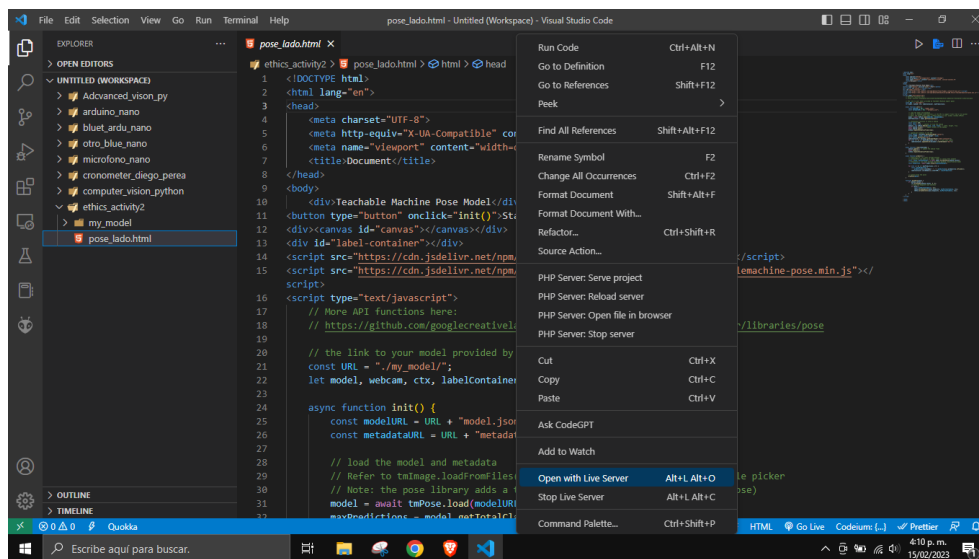 File Edit Selection View Go Run Terminal Help pose_lado.html - Untitled (Workspace) - Visual Studio Code
EXPLORER
OPEN EDITORS
UNTITLED (WORKSPACE)
Adcvanced_vison_py
arduino_nano
bluet_ardu_nano
otro_blue_nano
microfono_nano
cronometer_diego_perea
computer_vision_python
ethics_activity2
my_model
pose_lado.html
OUTLINE
TIMELINE
pose_lado.html
ethics_activity2 > pose_lado.html > html > head
1 <!DOCTYPE html>
2 <html lang="en">
3 <head>
4 <meta charset="UTF-8">
5 <meta http-equiv="X-UA-Compatible" con
6 <meta name="viewport" content="width=
7 <title>Document</title>
8 </head>
9 <body>
10 <div>Teachable Machine Pose Model</di
11 <button type="button" onclick="init()">Sta
12 <div><canvas id="canvas"></canvas></div>
13 <div id="label-container"></div>
14 <script src="https://cdn.jsdelivr.net/npm/ </script>
15 <script src="https://cdn.jsdelivr.net/npm/ lemachine-pose.min.js"></
script>
16 <script type="text/javascript">
17 // More API functions here:
18 // https://github.com/googlecreativela r/libraries/pose
19
20 // the link to your model provided by
21 const URL = "./my_model/";
22 let model, webcam, ctx, labelContainer
23
24 async function init() {
25 const modelURL = URL + "model.json
26 const metadataURL = URL + "metadat
27
28 // load the model and metadata
29 // Refer to tmImage.loadFromFiles( le picker
30 // Note: the pose library adds a t ose)
31 model = await tmPose.load(modelURL
32 maxPredictions = model.getTotalCl
Run Code Ctrl+Alt+N
Go to Definition F12
Go to References Shift+F12
Peek
Find All References Shift+Alt+F12
Rename Symbol F2
Change All Occurrences Ctrl+F2
Format Document Shift+Alt+F
Format Document With...
Refactor... Ctrl+Shift+R
Source Action...
PHP Server: Serve project
PHP Server: Reload server
PHP Server: Open file in browser
PHP Server: Stop server
Cut Ctrl+X
Copy Ctrl+C
Paste Ctrl+V
Ask CodeGPT
Add to Watch
Open with Live Server Alt+L Alt+O
Stop Live Server Alt+L Alt+C
Command Palette... Ctrl+Shift+P
0 0 Quokka HTML Go Live Codeium: {...} Prettier
Escribe aquí para buscar.
4:10 p. m.
15/02/2023